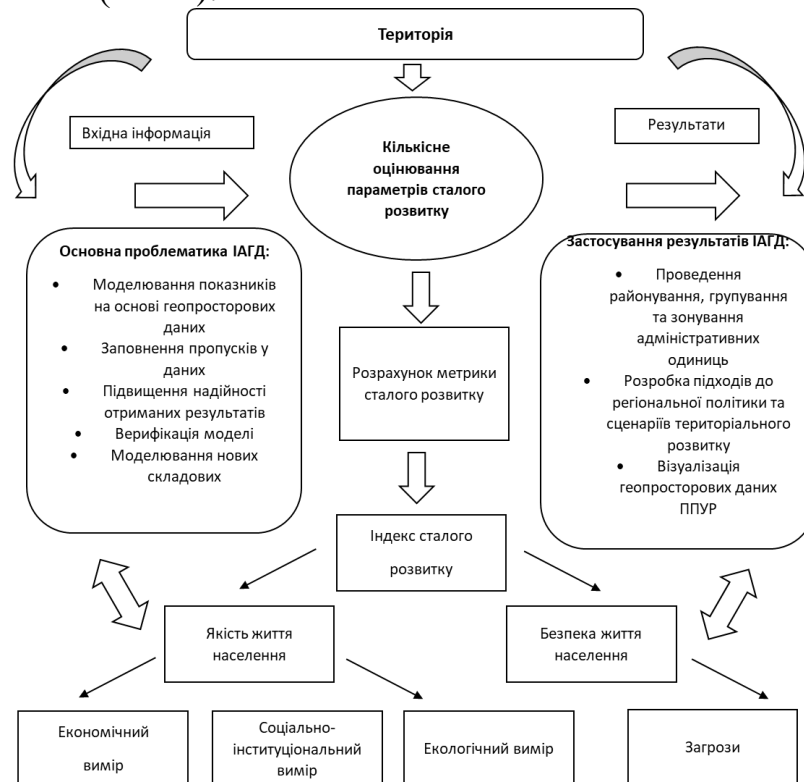 Територія
Вхідна інформація
Результати
Кількісне
оцінювання
параметрів сталого
розвитку
Основна проблематика ІАГД:
• Моделювання показників
на основі геопросторових
даних
• Заповнення пропусків у
даних
• Підвищення надійності
отриманих результатів
• Верифікація моделі
• Моделювання нових
складових
Розрахунок метрики
сталого розвитку
Застосування результатів ІАГД:
• Проведення
районування, групування
та зонування
адміністративних
одиниць
• Розробка підходів до
регіональної політики та
сценаріїв територіального
розвитку
• Візуалізація
геопросторових даних
ППУР
Індекс сталого
розвитку
Якість життя
населення
Безпека життя
населення
Економічний
вимір
Соціально-
інституціональний
вимір
Екологічний вимір
Загрози